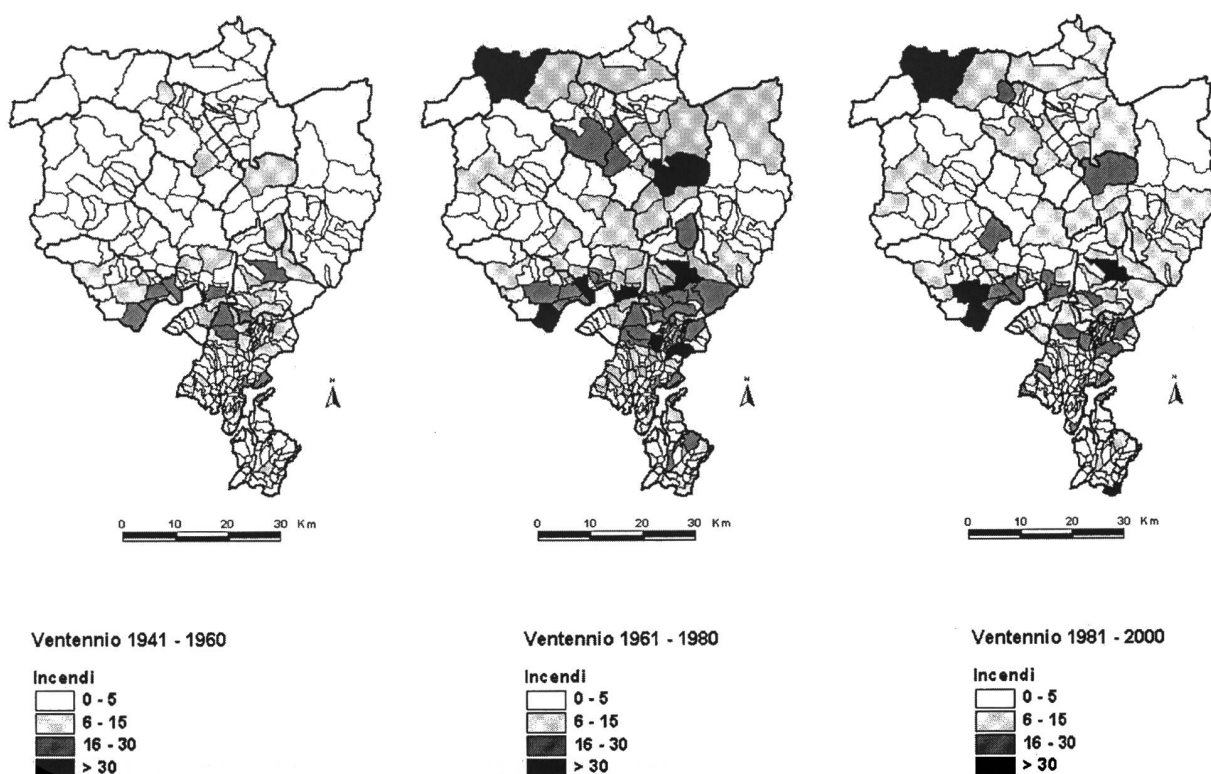 N
N
N
0 10 20 30 Km
0 10 20 30 Km
0 10 20 30 Km
Ventennio 1941 - 1960
Incendi
0 - 5
6 - 15
16 - 30
> 30
Ventennio 1961 - 1980
Incendi
0 - 5
6 - 15
16 - 30
> 30
Ventennio 1981 - 2000
Incendi
0 - 5
6 - 15
16 - 30
> 30